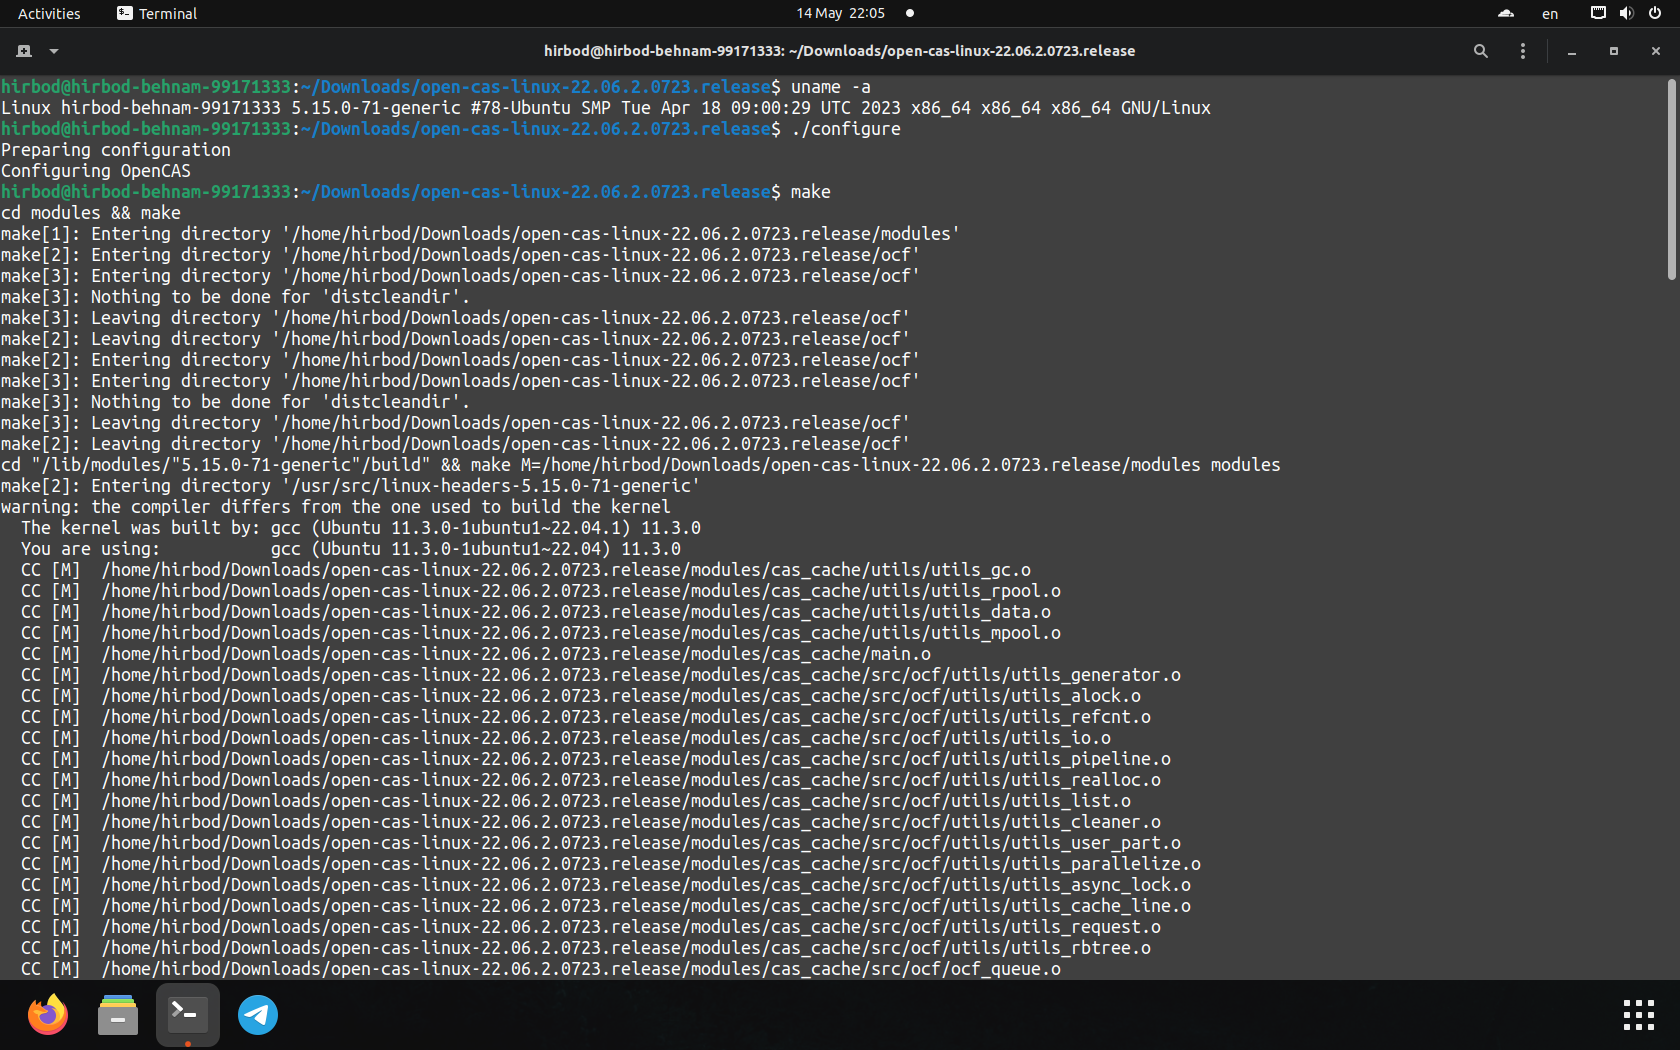 Activities
Terminal
14 May 22:05
en
hirbod@hirbod-behnam-99171333: ~/Downloads/open-cas-linux-22.06.2.0723.release
hirbod@hirbod-behnam-99171333:~/Downloads/open-cas-linux-22.06.2.0723.release$ uname -a
Linux hirbod-behnam-99171333 5.15.0-71-generic #78-Ubuntu SMP Tue Apr 18 09:00:29 UTC 2023 x86_64 x86_64 x86_64 GNU/Linux
hirbod@hirbod-behnam-99171333:~/Downloads/open-cas-linux-22.06.2.0723.release$ ./configure
Preparing configuration
Configuring OpenCAS
hirbod@hirbod-behnam-99171333:~/Downloads/open-cas-linux-22.06.2.0723.release$ make
cd modules && make
make[1]: Entering directory '/home/hirbod/Downloads/open-cas-linux-22.06.2.0723.release/modules'
make[2]: Entering directory '/home/hirbod/Downloads/open-cas-linux-22.06.2.0723.release/ocf'
make[3]: Entering directory '/home/hirbod/Downloads/open-cas-linux-22.06.2.0723.release/ocf'
make[3]: Nothing to be done for 'distcleandir'.
make[3]: Leaving directory '/home/hirbod/Downloads/open-cas-linux-22.06.2.0723.release/ocf'
make[2]: Leaving directory '/home/hirbod/Downloads/open-cas-linux-22.06.2.0723.release/ocf'
make[2]: Entering directory '/home/hirbod/Downloads/open-cas-linux-22.06.2.0723.release/ocf'
make[3]: Entering directory '/home/hirbod/Downloads/open-cas-linux-22.06.2.0723.release/ocf'
make[3]: Nothing to be done for 'distcleandir'.
make[3]: Leaving directory '/home/hirbod/Downloads/open-cas-linux-22.06.2.0723.release/ocf'
make[2]: Leaving directory '/home/hirbod/Downloads/open-cas-linux-22.06.2.0723.release/ocf'
cd "/lib/modules/"5.15.0-71-generic"/build" && make M=/home/hirbod/Downloads/open-cas-linux-22.06.2.0723.release/modules modules
make[2]: Entering directory '/usr/src/linux-headers-5.15.0-71-generic'
warning: the compiler differs from the one used to build the kernel
  The kernel was built by: gcc (Ubuntu 11.3.0-1ubuntu1~22.04.1) 11.3.0
  You are using:           gcc (Ubuntu 11.3.0-1ubuntu1~22.04) 11.3.0
  CC [M]  /home/hirbod/Downloads/open-cas-linux-22.06.2.0723.release/modules/cas_cache/utils/utils_gc.o
  CC [M]  /home/hirbod/Downloads/open-cas-linux-22.06.2.0723.release/modules/cas_cache/utils/utils_rpool.o
  CC [M]  /home/hirbod/Downloads/open-cas-linux-22.06.2.0723.release/modules/cas_cache/utils/utils_data.o
  CC [M]  /home/hirbod/Downloads/open-cas-linux-22.06.2.0723.release/modules/cas_cache/utils/utils_mpool.o
  CC [M]  /home/hirbod/Downloads/open-cas-linux-22.06.2.0723.release/modules/cas_cache/main.o
  CC [M]  /home/hirbod/Downloads/open-cas-linux-22.06.2.0723.release/modules/cas_cache/src/ocf/utils/utils_generator.o
  CC [M]  /home/hirbod/Downloads/open-cas-linux-22.06.2.0723.release/modules/cas_cache/src/ocf/utils/utils_alock.o
  CC [M]  /home/hirbod/Downloads/open-cas-linux-22.06.2.0723.release/modules/cas_cache/src/ocf/utils/utils_refcnt.o
  CC [M]  /home/hirbod/Downloads/open-cas-linux-22.06.2.0723.release/modules/cas_cache/src/ocf/utils/utils_io.o
  CC [M]  /home/hirbod/Downloads/open-cas-linux-22.06.2.0723.release/modules/cas_cache/src/ocf/utils/utils_pipeline.o
  CC [M]  /home/hirbod/Downloads/open-cas-linux-22.06.2.0723.release/modules/cas_cache/src/ocf/utils/utils_realloc.o
  CC [M]  /home/hirbod/Downloads/open-cas-linux-22.06.2.0723.release/modules/cas_cache/src/ocf/utils/utils_list.o
  CC [M]  /home/hirbod/Downloads/open-cas-linux-22.06.2.0723.release/modules/cas_cache/src/ocf/utils/utils_cleaner.o
  CC [M]  /home/hirbod/Downloads/open-cas-linux-22.06.2.0723.release/modules/cas_cache/src/ocf/utils/utils_user_part.o
  CC [M]  /home/hirbod/Downloads/open-cas-linux-22.06.2.0723.release/modules/cas_cache/src/ocf/utils/utils_parallelize.o
  CC [M]  /home/hirbod/Downloads/open-cas-linux-22.06.2.0723.release/modules/cas_cache/src/ocf/utils/utils_async_lock.o
  CC [M]  /home/hirbod/Downloads/open-cas-linux-22.06.2.0723.release/modules/cas_cache/src/ocf/utils/utils_cache_line.o
  CC [M]  /home/hirbod/Downloads/open-cas-linux-22.06.2.0723.release/modules/cas_cache/src/ocf/utils/utils_request.o
  CC [M]  /home/hirbod/Downloads/open-cas-linux-22.06.2.0723.release/modules/cas_cache/src/ocf/utils/utils_rbtree.o
  CC [M]  /home/hirbod/Downloads/open-cas-linux-22.06.2.0723.release/modules/cas_cache/src/ocf/ocf_queue.o